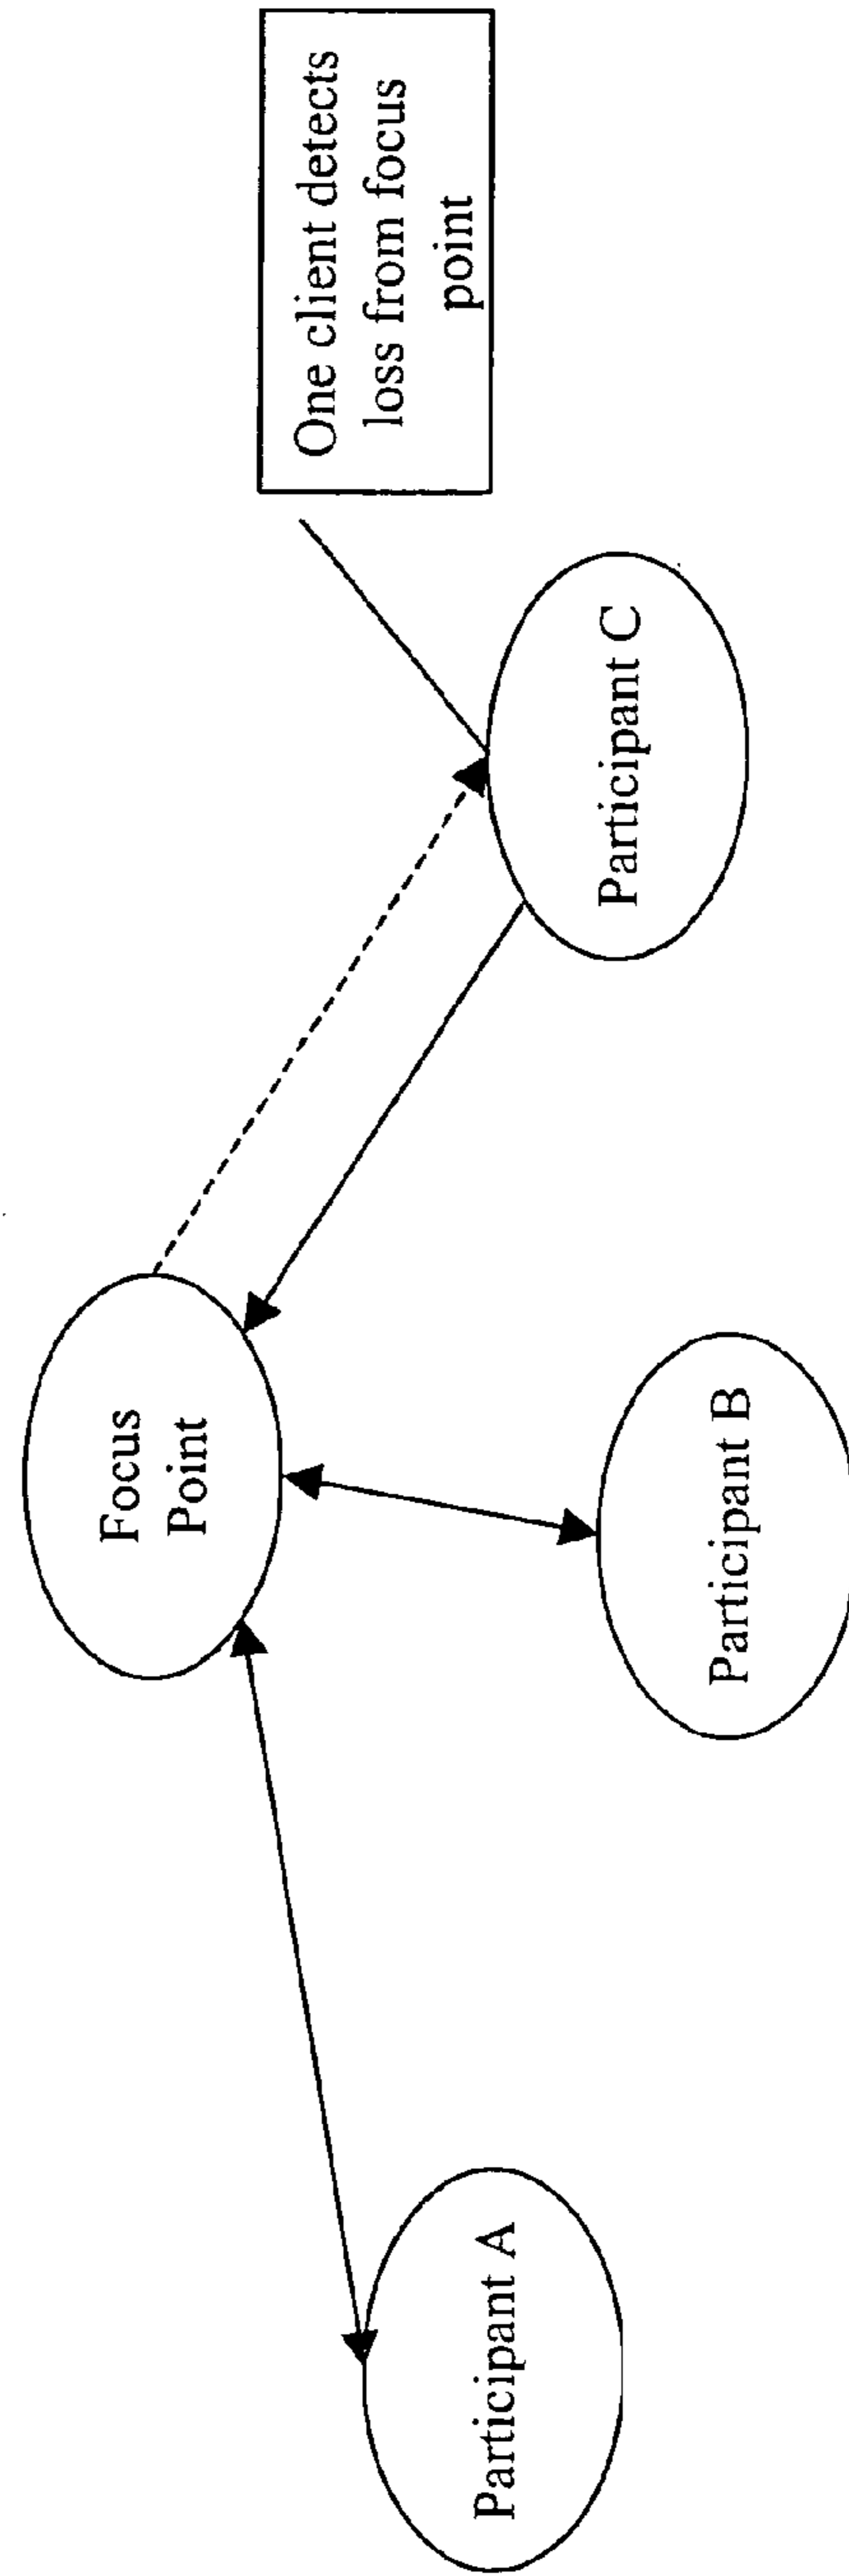 Focus
Point
One client detects
loss from focus
point
Participant A
Participant B
Participant C